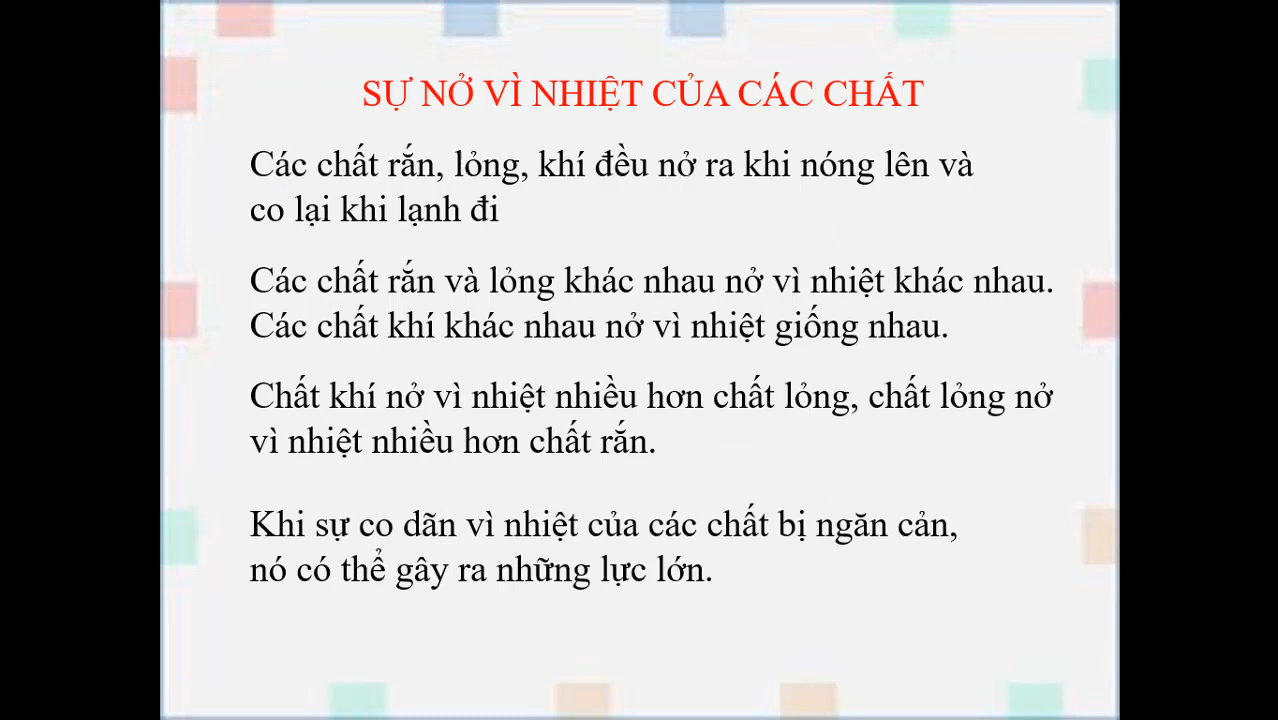 SỰ NỞ VÌ NHIỆT CỦA CÁC CHẤT
Các chất rắn, lỏng, khí đều nở ra khi nóng lên và
co lại khi lạnh đi
Các chất rắn và lỏng khác nhau nở vì nhiệt khác nhau.
Các chất khí khác nhau nở vì nhiệt giống nhau.
Chất khí nở vì nhiệt nhiều hơn chất lỏng, chất lỏng nở
vì nhiệt nhiều hơn chất rắn.
Khi sự co dãn vì nhiệt của các chất bị ngăn cản,
nó có thể gây ra những lực lớn.